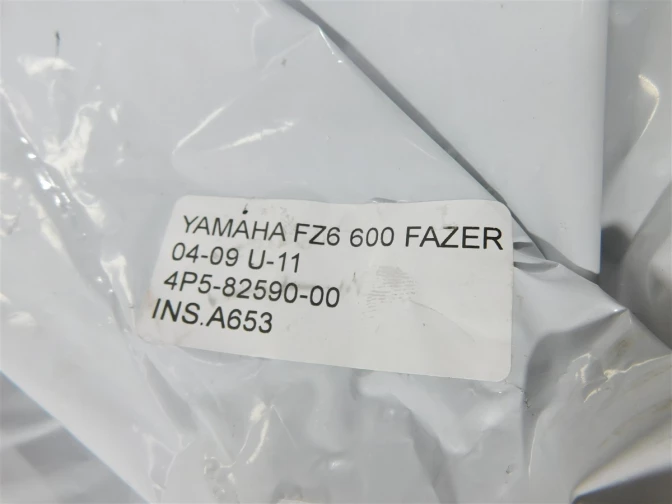 YAMAHA FZ6 600 FAZER
04-09 U-11
4P5-82590-00
INS.A653